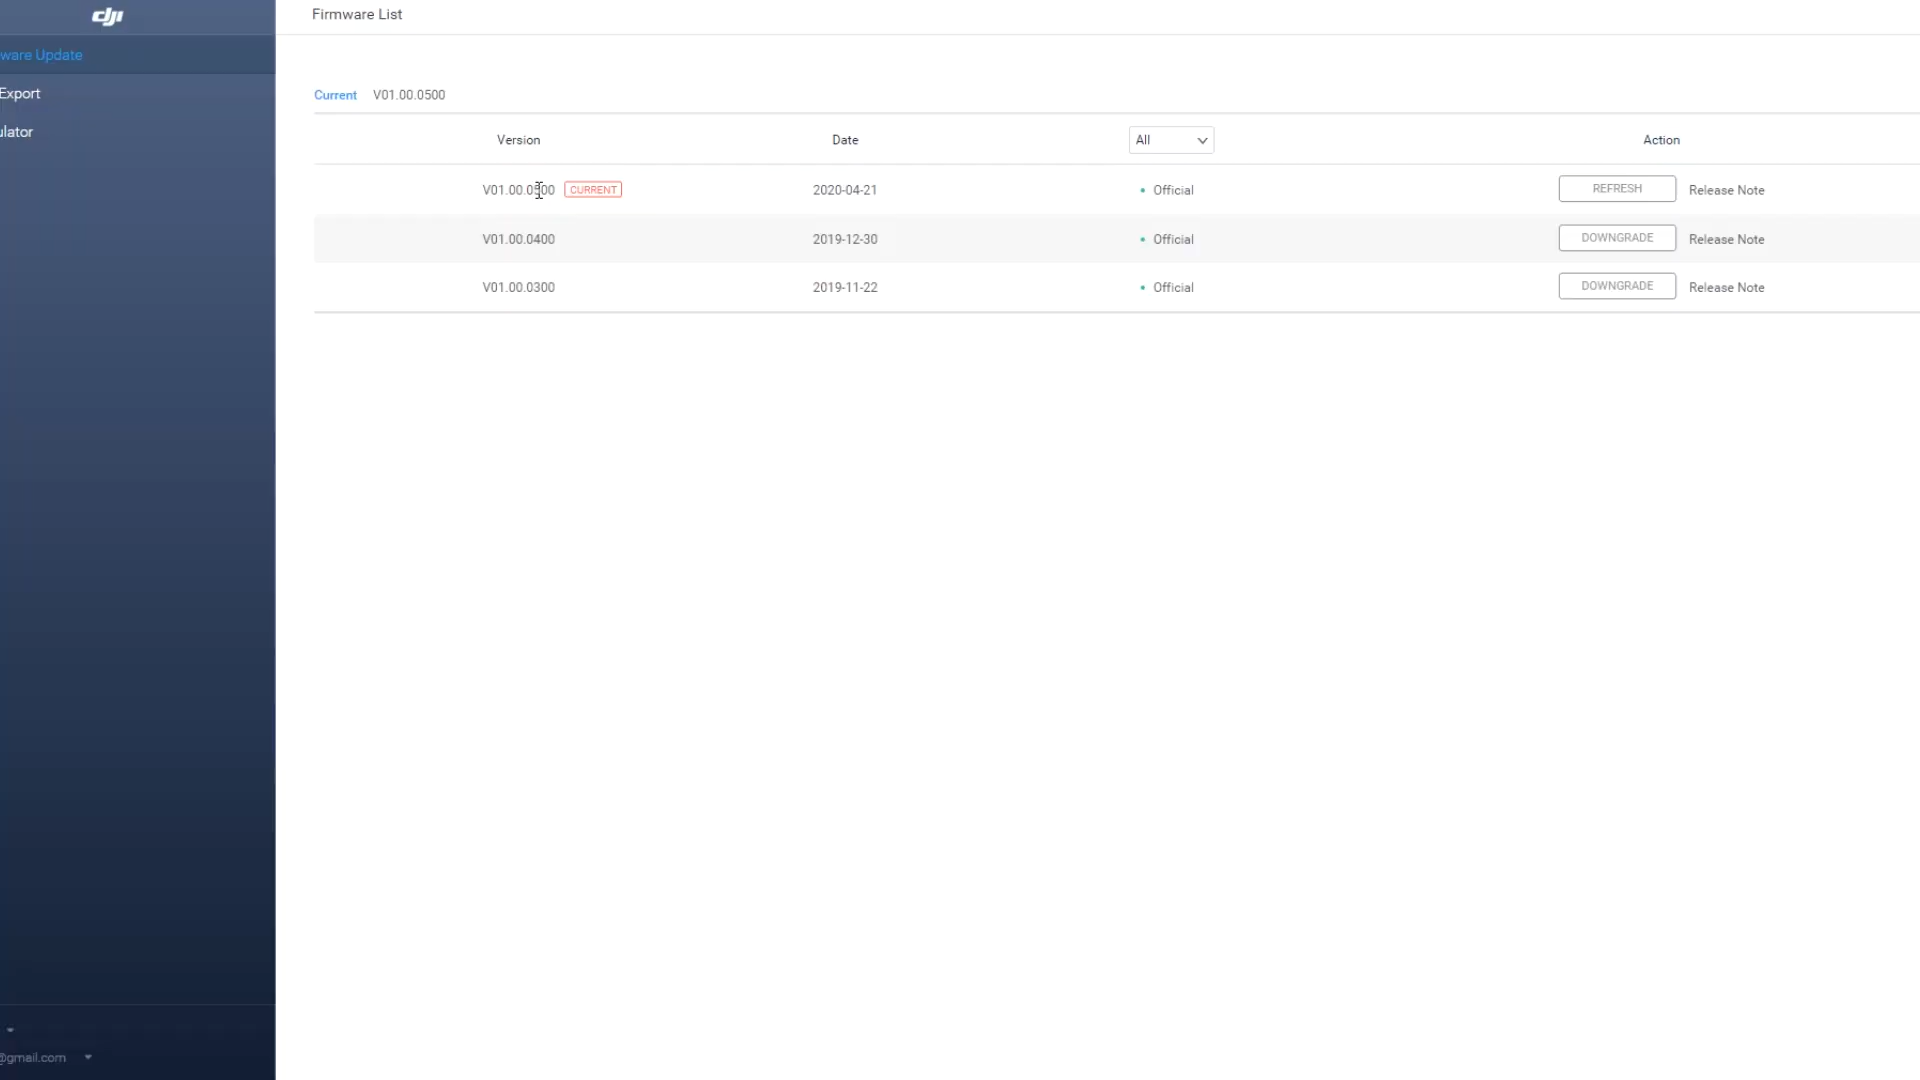 dji
Firmware List
ware Update
Current V01.00.0500
Export
ulator
Version Date All Action
V01.00.0500 CURRENT 2020-04-21 • Official REFRESH Release Note
V01.00.0400 2019-12-30 • Official DOWNGRADE Release Note
V01.00.0300 2019-11-22 • Official DOWNGRADE Release Note
@gmail.com